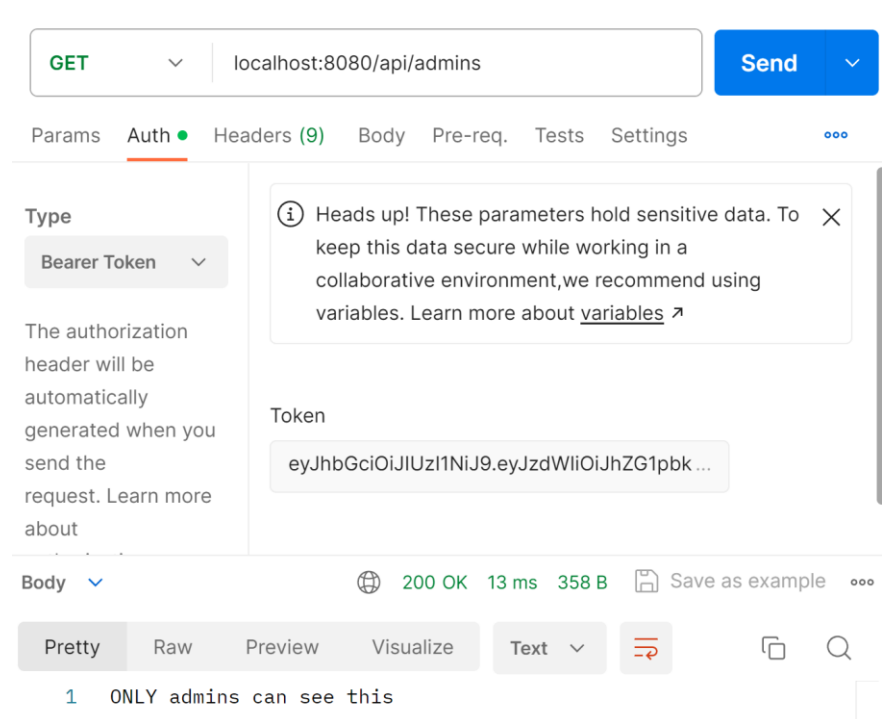 GET localhost:8080/api/admins Send
Params Auth Headers (9) Body Pre-req. Tests Settings
Type
Bearer Token
The authorization
header will be
automatically
generated when you
send the
request. Learn more
about
Heads up! These parameters hold sensitive data. To
keep this data secure while working in a
collaborative environment,we recommend using
variables. Learn more about variables ↗
Token
eyJhbGciOiJIUzI1NiJ9.eyJzdWIiOiJhZG1pbk...
Body 200 OK 13 ms 358 B Save as example
Pretty Raw Preview Visualize Text
1 ONLY admins can see this